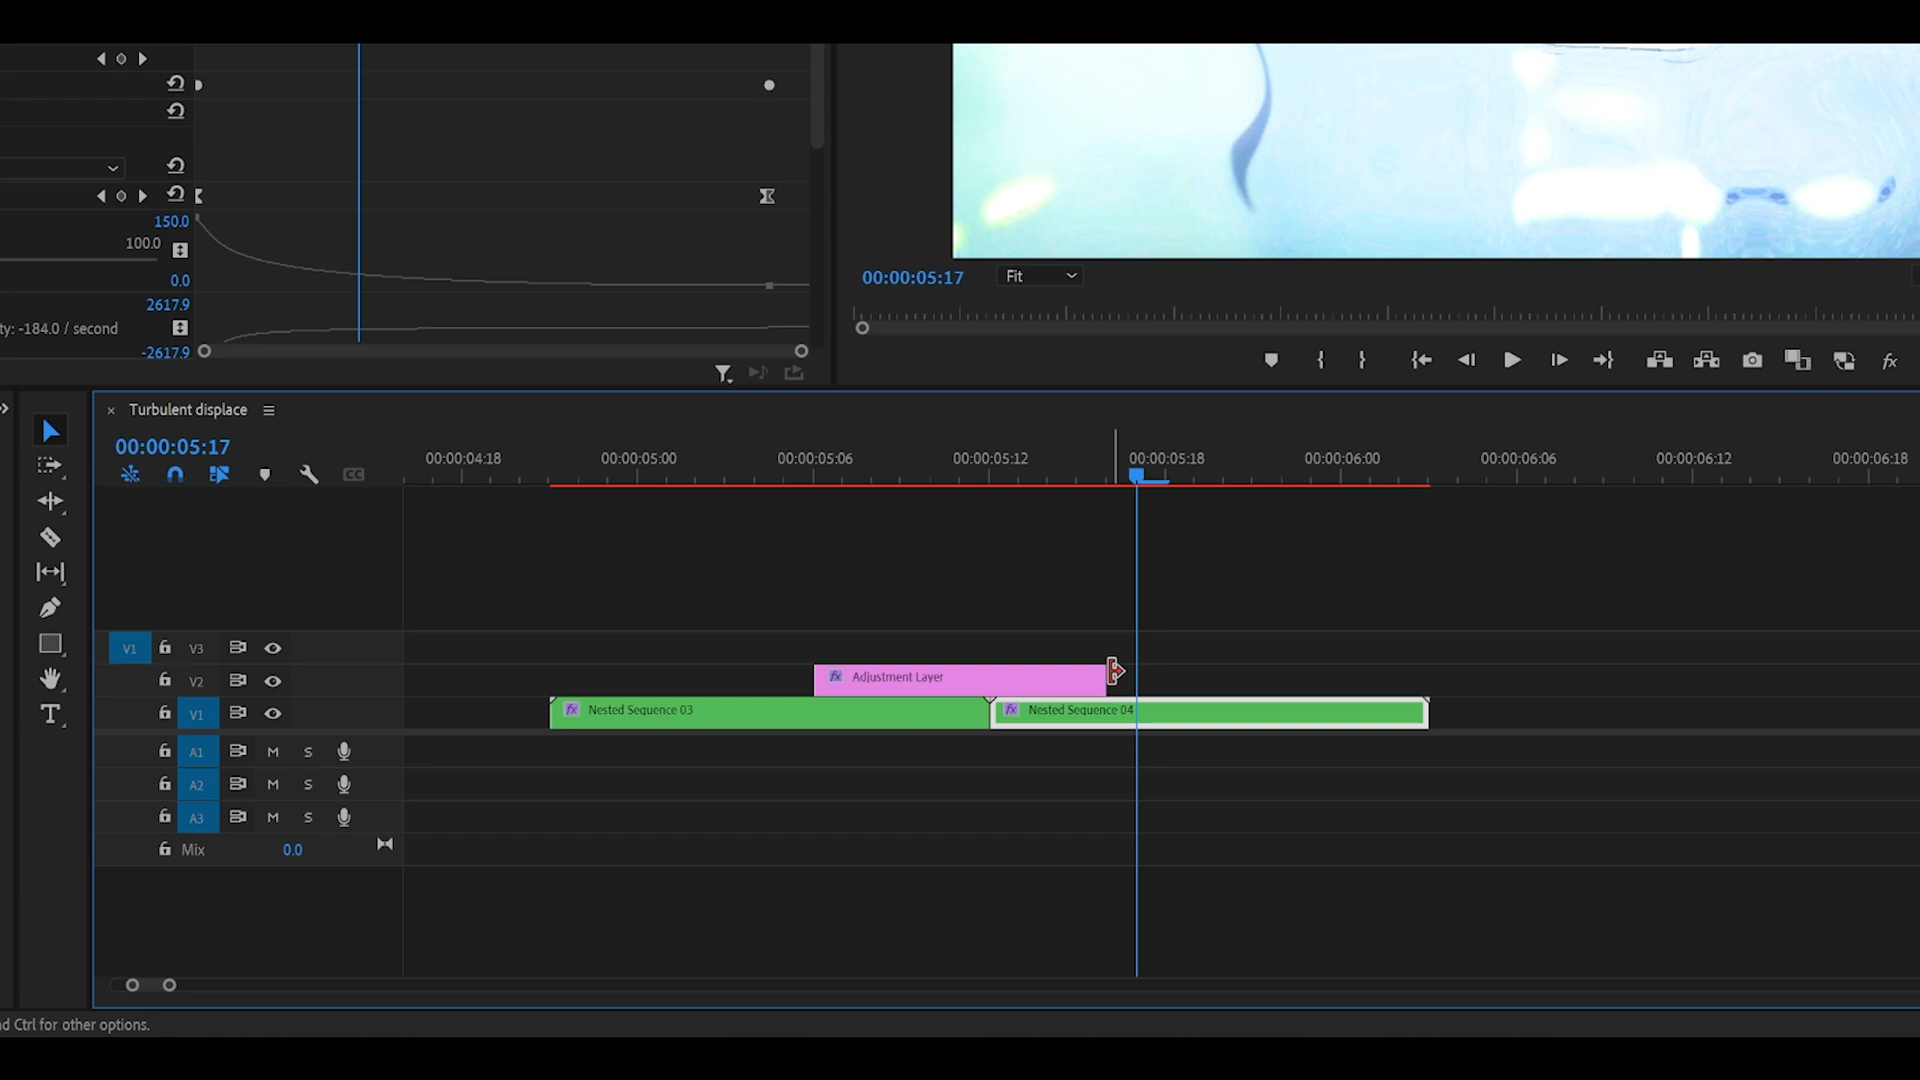 150.0
100.0
0.0
2617.9
ty: -184.0 / second
-2617.9
00:00:05:17
Fit
Turbulent displace
00:00:05:17
00:00:04:18
00:00:05:00
00:00:05:06
00:00:05:12
00:00:05:18
00:00:06:00
00:00:06:06
00:00:06:12
00:00:06:18
V1 V3
V2
fx Adjustment Layer
V1
fx Nested Sequence 03
fx Nested Sequence 04
A1 M S
A2 M S
A3 M S
Mix 0.0
d Ctrl for other options.